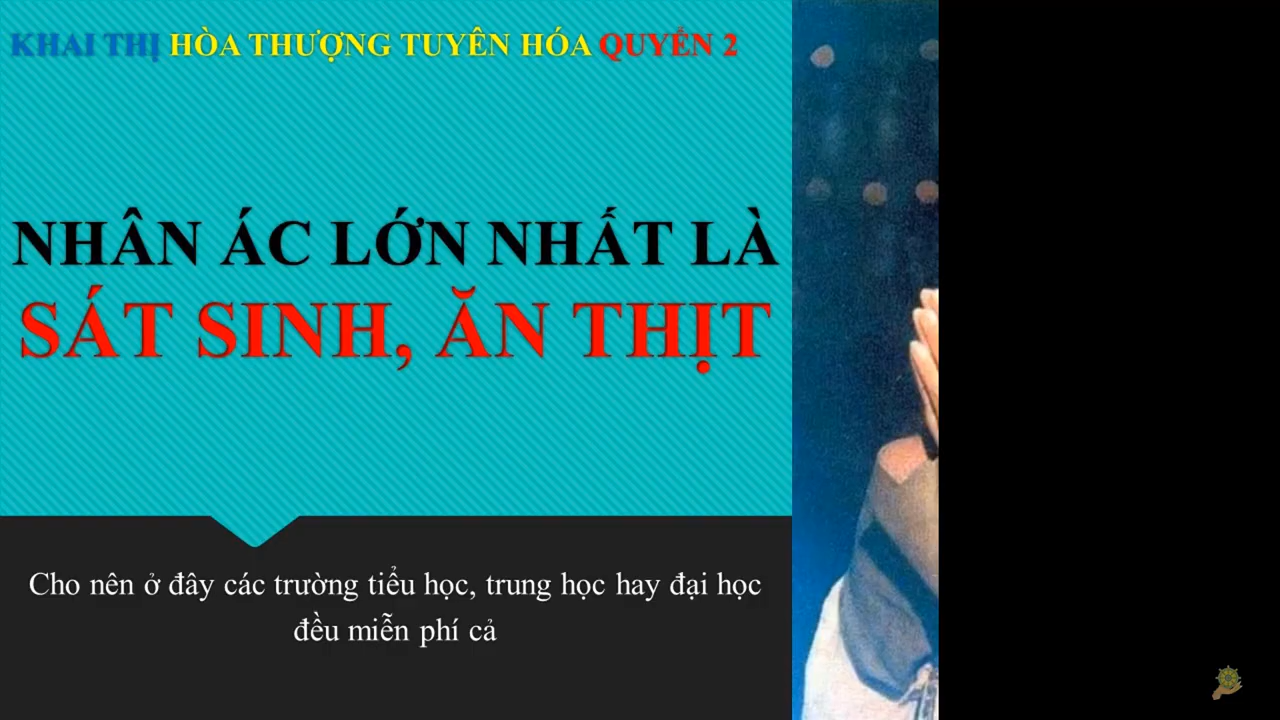 KHAI THỊ HÒA THƯỢNG TUYÊN HÓA QUYỂN 2
NHÂN ÁC LỚN NHẤT LÀ
SÁT SINH, ĂN THỊT
Cho nên ở đây các trường tiểu học, trung học hay đại học
đều miễn phí cả